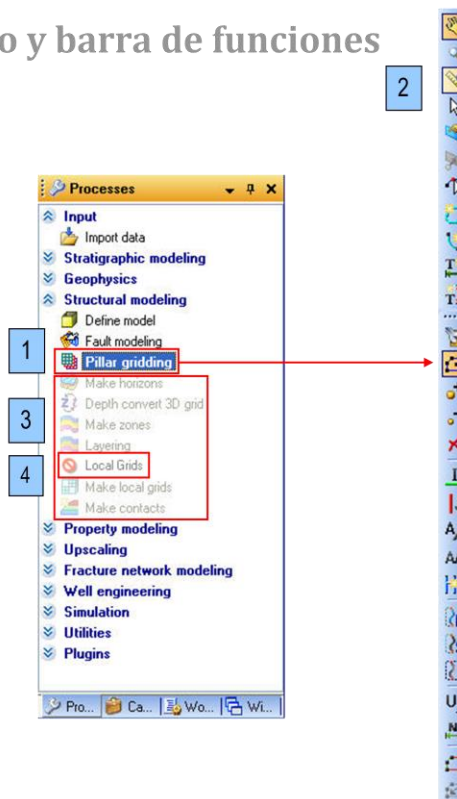 o y barra de funciones
2
Processes
Input
Import data
Stratigraphic modeling
Geophysics
Structural modeling
Define model
Fault modeling
1
Pillar gridding
Make horizons
Depth convert 3D grid
3
Make zones
Layering
4
Local Grids
Make local grids
Make contacts
Property modeling
Upscaling
Fracture network modeling
Well engineering
Simulation
Utilities
Plugins
Pro... Ca... Wo... Wi...